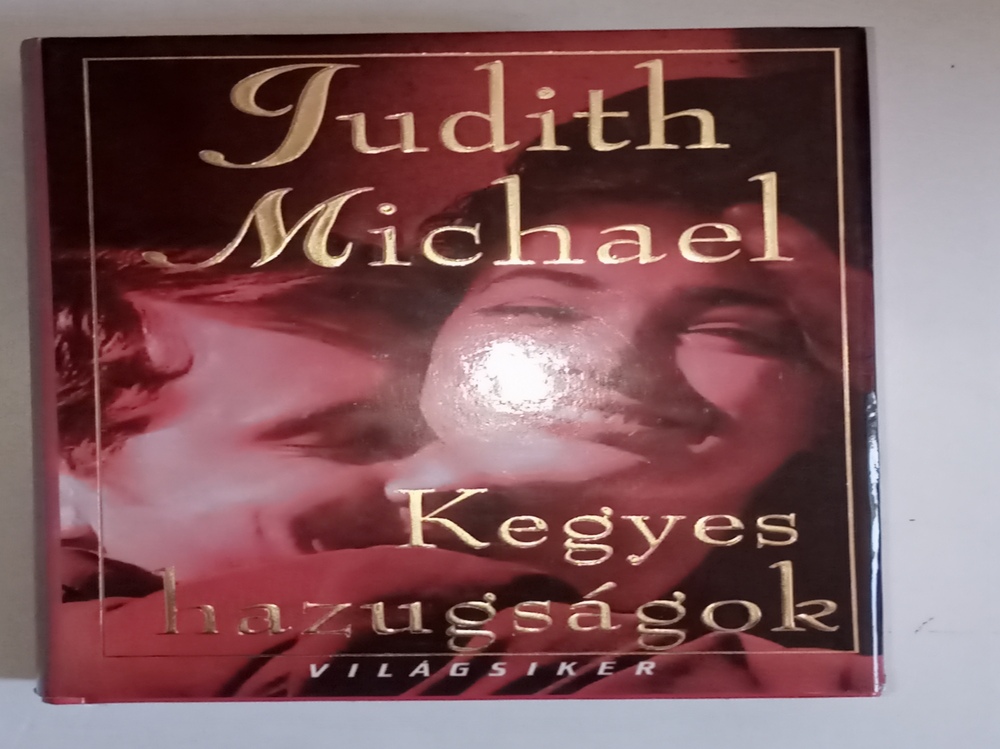 Judith
Michael
Kegyes
hazugságok
VILÁGSIKER